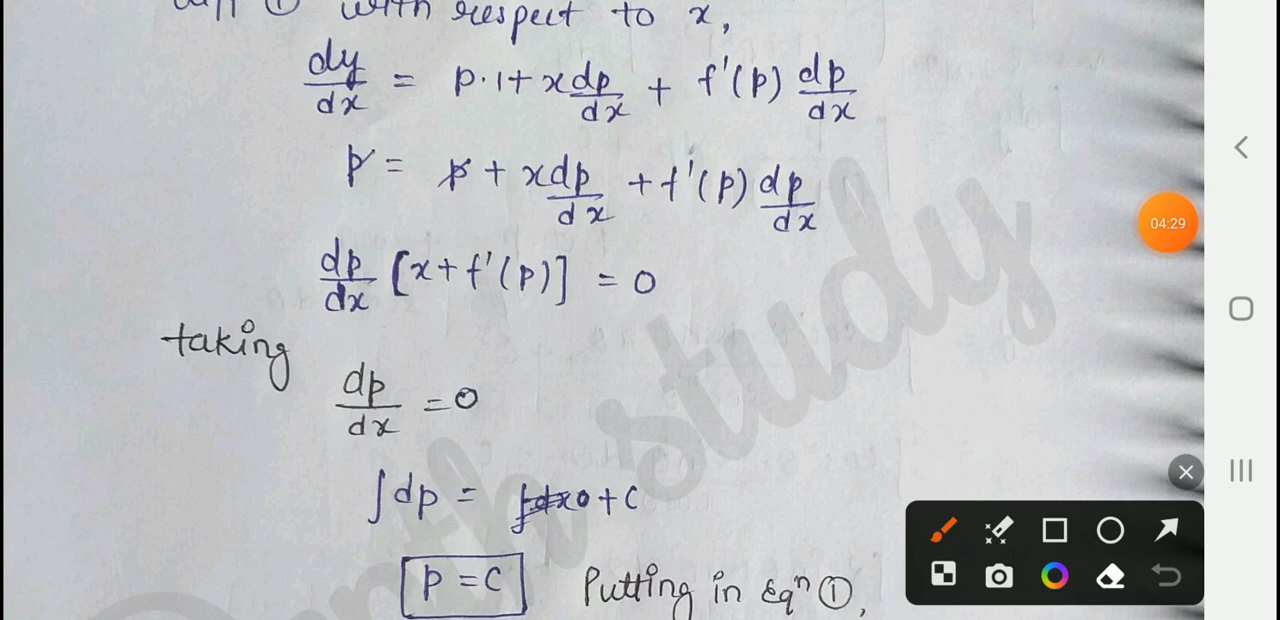 with respect to x,
dy/dx = p·1 + x dp/dx + f'(p) dp/dx
p = p + x dp/dx + f'(p) dp/dx
dp/dx [x + f'(p)] = 0
taking
dp/dx = 0
∫dp = 0 + c
p = c Putting in Eqⁿ ①,
study
04:29